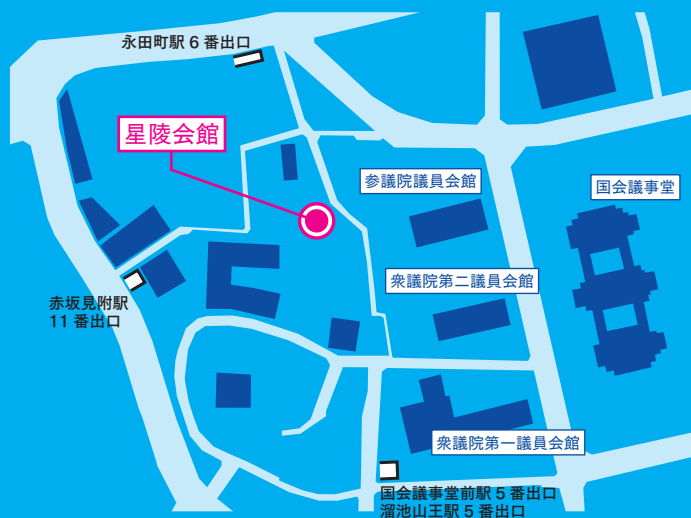 永田町駅 6 番出口
星陵会館
参議院議員会館
国会議事堂
衆議院第二議員会館
赤坂見附駅
11 番出口
衆議院第一議員会館
国会議事堂前駅 5 番出口
溜池山王駅 5 番出口